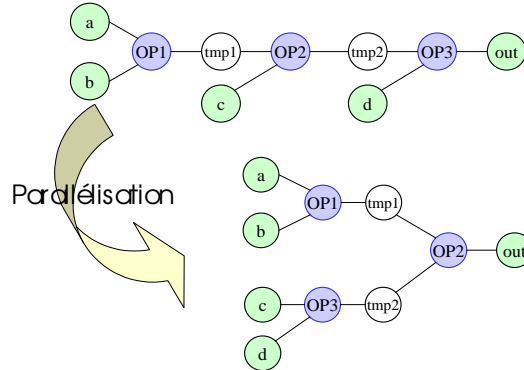 a
OP1 tmp1 OP2 tmp2 OP3 out
b
c d
Parallélisation
a
OP1 tmp1
b
OP2 out
c OP3 tmp2
d